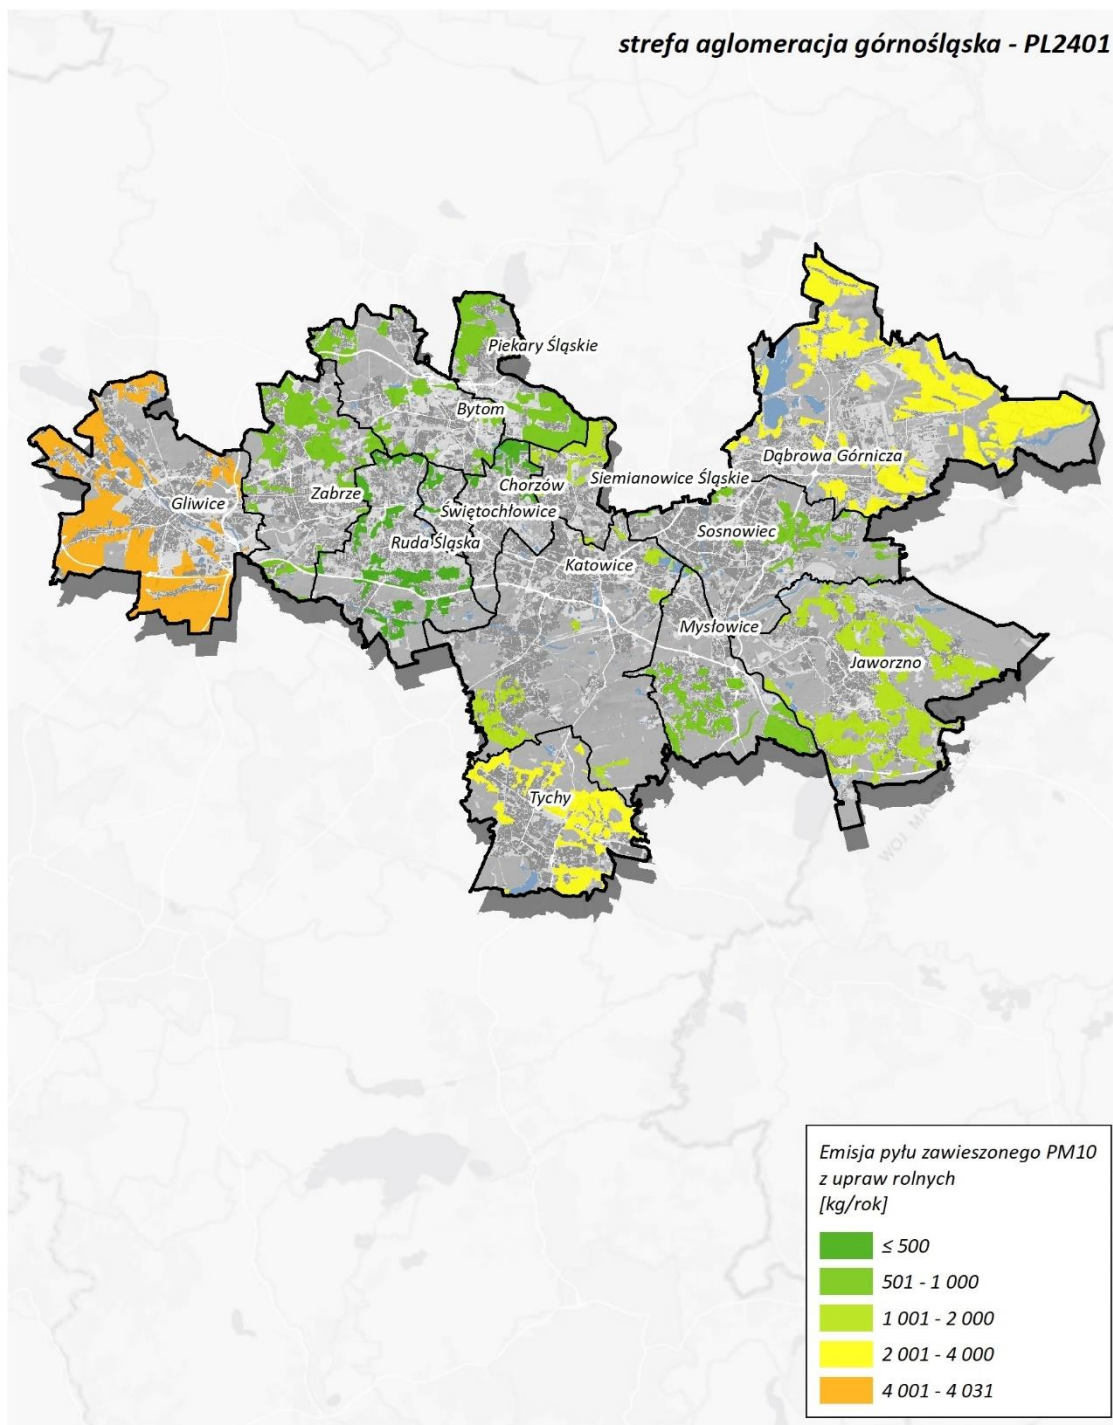 strefa aglomeracja górnośląska - PL2401
Piekary Śląskie
Bytom
Dąbrowa Górnicza
Siemianowice Śląskie
Chorzów
Zabrze
Gliwice
Świętochłowice
Sosnowiec
Ruda Śląska
Katowice
Mysłowice
Jaworzno
Tychy
WOJ. MA
Emisja pyłu zawieszonego PM10
z upraw rolnych
[kg/rok]
≤ 500
501 - 1 000
1 001 - 2 000
2 001 - 4 000
4 001 - 4 031